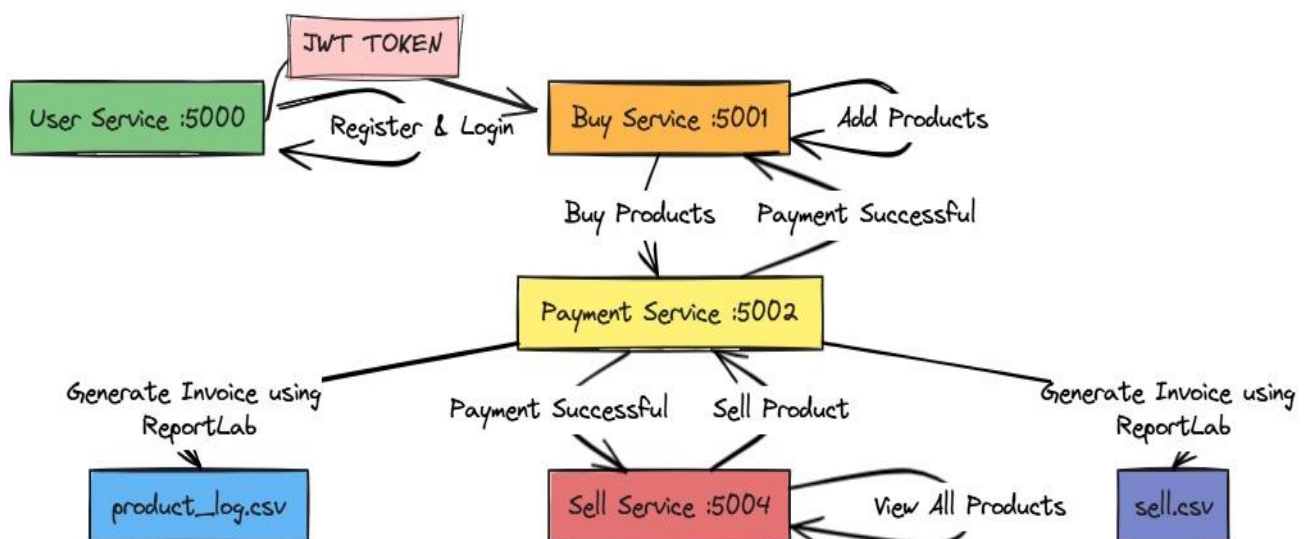 JWT TOKEN
User Service :5000
Register & Login
Buy Service :5001
Add Products
Buy Products
Payment Successful
Payment Service :5002
Generate Invoice using
ReportLab
Payment Successful
Sell Product
Generate Invoice using
ReportLab
product_log.csv
Sell Service :5004
View All Products
sell.csv